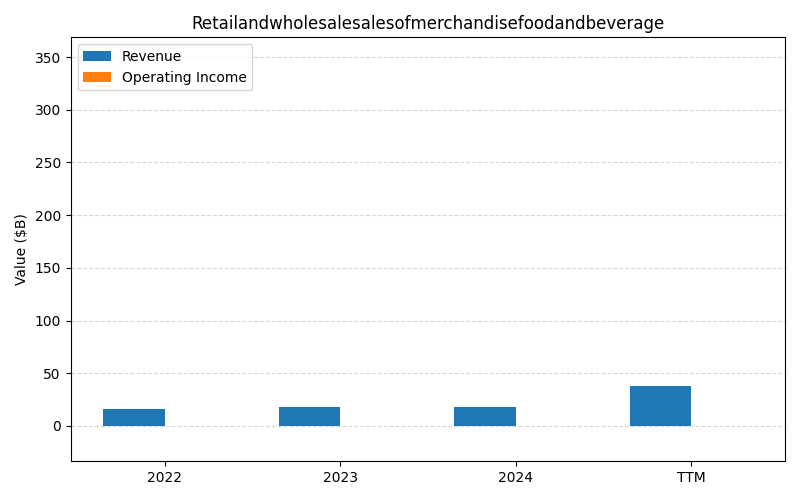 Retailandwholesalesalesofmerchandisefoodandbeverage
Revenue
Operating Income
Value ($B)
350
300
250
200
150
100
50
0
2022
2023
2024
TTM